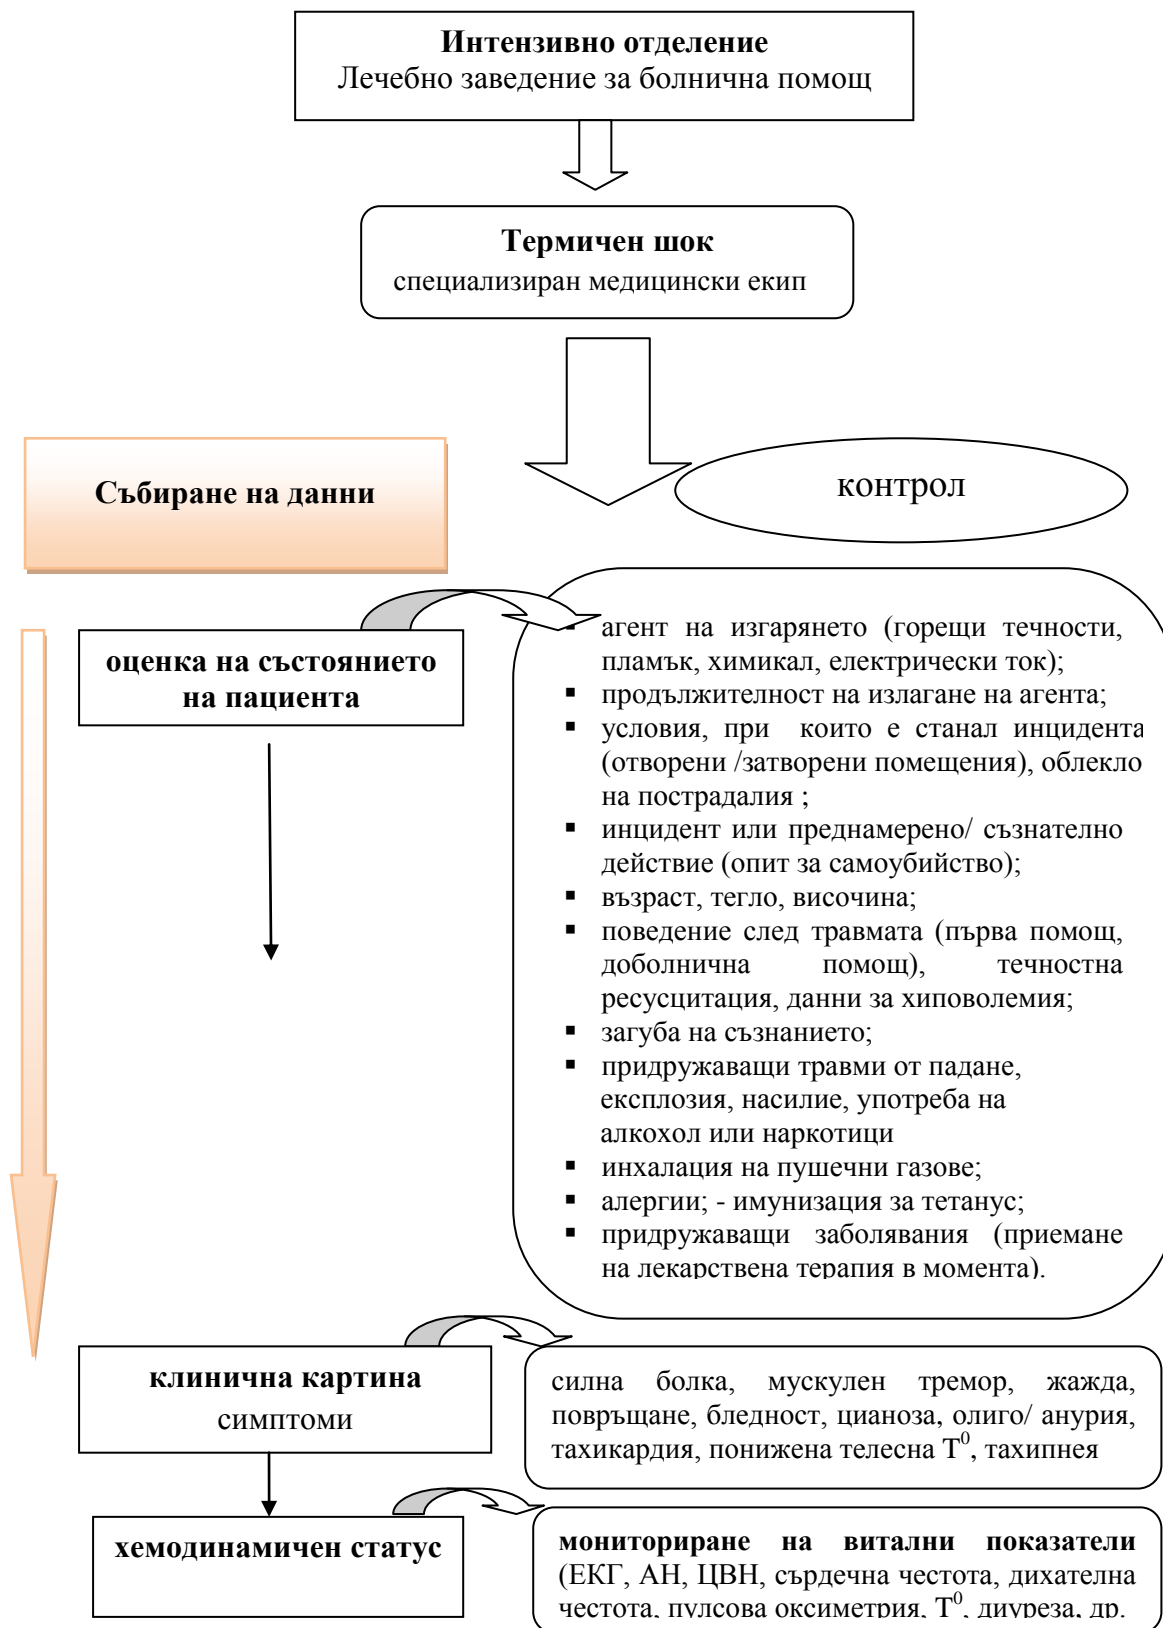 Интензивно отделение
Лечебно заведение за болнична помощ
Термичен шок
специализиран медицински екип
Събиране на данни
контрол
оценка на състоянието
на пациента
▪ агент на изгарянето (горещи течности,
пламък, химикал, електрически ток);
▪ продължителност на излагане на агента;
▪ условия, при които е станал инцидента
(отворени /затворени помещения), облекло
на пострадалия ;
▪ инцидент или преднамерено/ съзнателно
действие (опит за самоубийство);
▪ възраст, тегло, височина;
▪ поведение след травмата (първа помощ,
доболнична помощ), течностна
ресусцитация, данни за хиповолемия;
▪ загуба на съзнанието;
▪ придружаващи травми от падане,
експлозия, насилие, употреба на
алкохол или наркотици
▪ инхалация на пушечни газове;
▪ алергии; - имунизация за тетанус;
▪ придружаващи заболявания (приемане
на лекарствена терапия в момента).
клинична картина
симптоми
силна болка, мускулен тремор, жажда,
повръщане, бледност, цианоза, олиго/ анурия,
тахикардия, понижена телесна Т⁰, тахипнея
хемодинамичен статус
мониториране на витални показатели
(ЕКГ, АН, ЦВН, сърдечна честота, дихателна
честота, пулсова оксиметрия, Т⁰, диуреза, др.